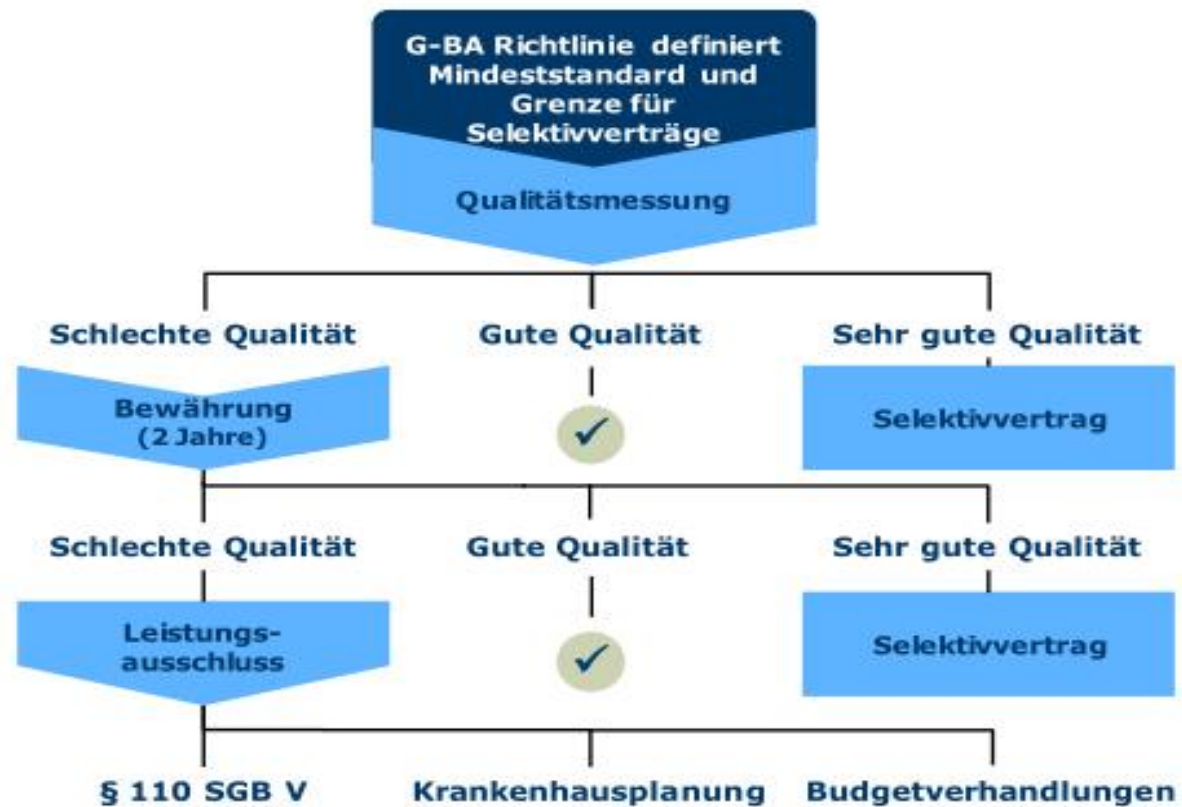 G-BA Richtlinie definiert
Mindeststandard und
Grenze für
Selektivverträge
Qualitätsmessung
Schlechte Qualität
Gute Qualität
Sehr gute Qualität
Bewährung
(2 Jahre)
Selektivvertrag
Schlechte Qualität
Gute Qualität
Sehr gute Qualität
Leistungs-
ausschluss
Selektivvertrag
§ 110 SGB V
Krankenhausplanung
Budgetverhandlungen